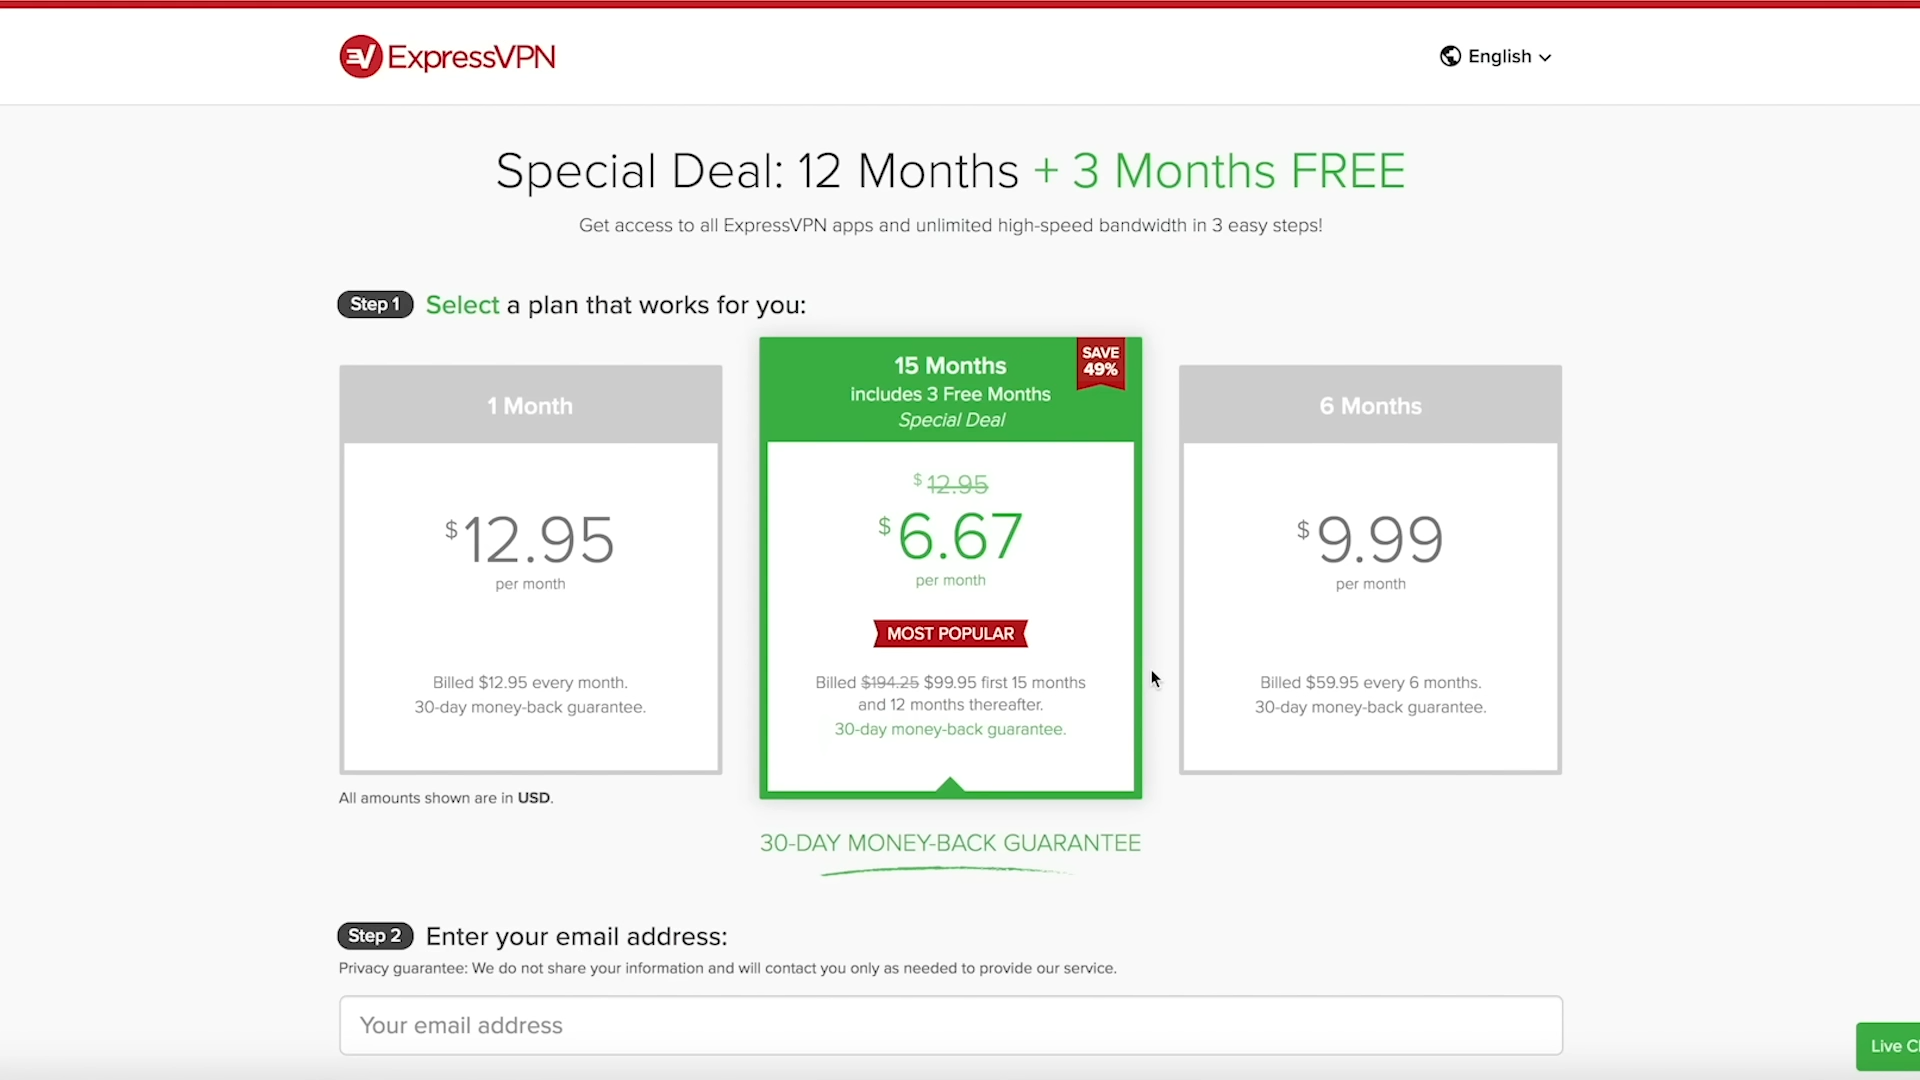 ExpressVPN
English
Special Deal: 12 Months + 3 Months FREE
Get access to all ExpressVPN apps and unlimited high-speed bandwidth in 3 easy steps!
Step 1 Select a plan that works for you:
1 Month
$12.95
per month
Billed $12.95 every month.
30-day money-back guarantee.
15 Months
includes 3 Free Months
Special Deal
SAVE
49%
$12.95
$6.67
per month
MOST POPULAR
Billed $194.25 $99.95 first 15 months
and 12 months thereafter.
30-day money-back guarantee.
6 Months
$9.99
per month
Billed $59.95 every 6 months.
30-day money-back guarantee.
All amounts shown are in USD.
30-DAY MONEY-BACK GUARANTEE
Step 2 Enter your email address:
Privacy guarantee: We do not share your information and will contact you only as needed to provide our service.
Your email address
Live